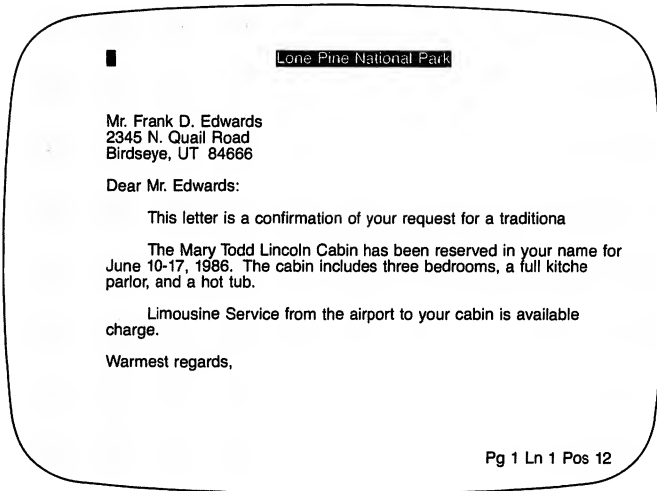 Lone Pine National Park
Mr. Frank D. Edwards
2345 N. Quail Road
Birdseye, UT 84666
Dear Mr. Edwards:
This letter is a confirmation of your request for a traditiona
The Mary Todd Lincoln Cabin has been reserved in your name for
June 10-17, 1986. The cabin includes three bedrooms, a full kitche
parlor, and a hot tub.
Limousine Service from the airport to your cabin is available
charge.
Warmest regards,
Pg 1 Ln 1 Pos 12